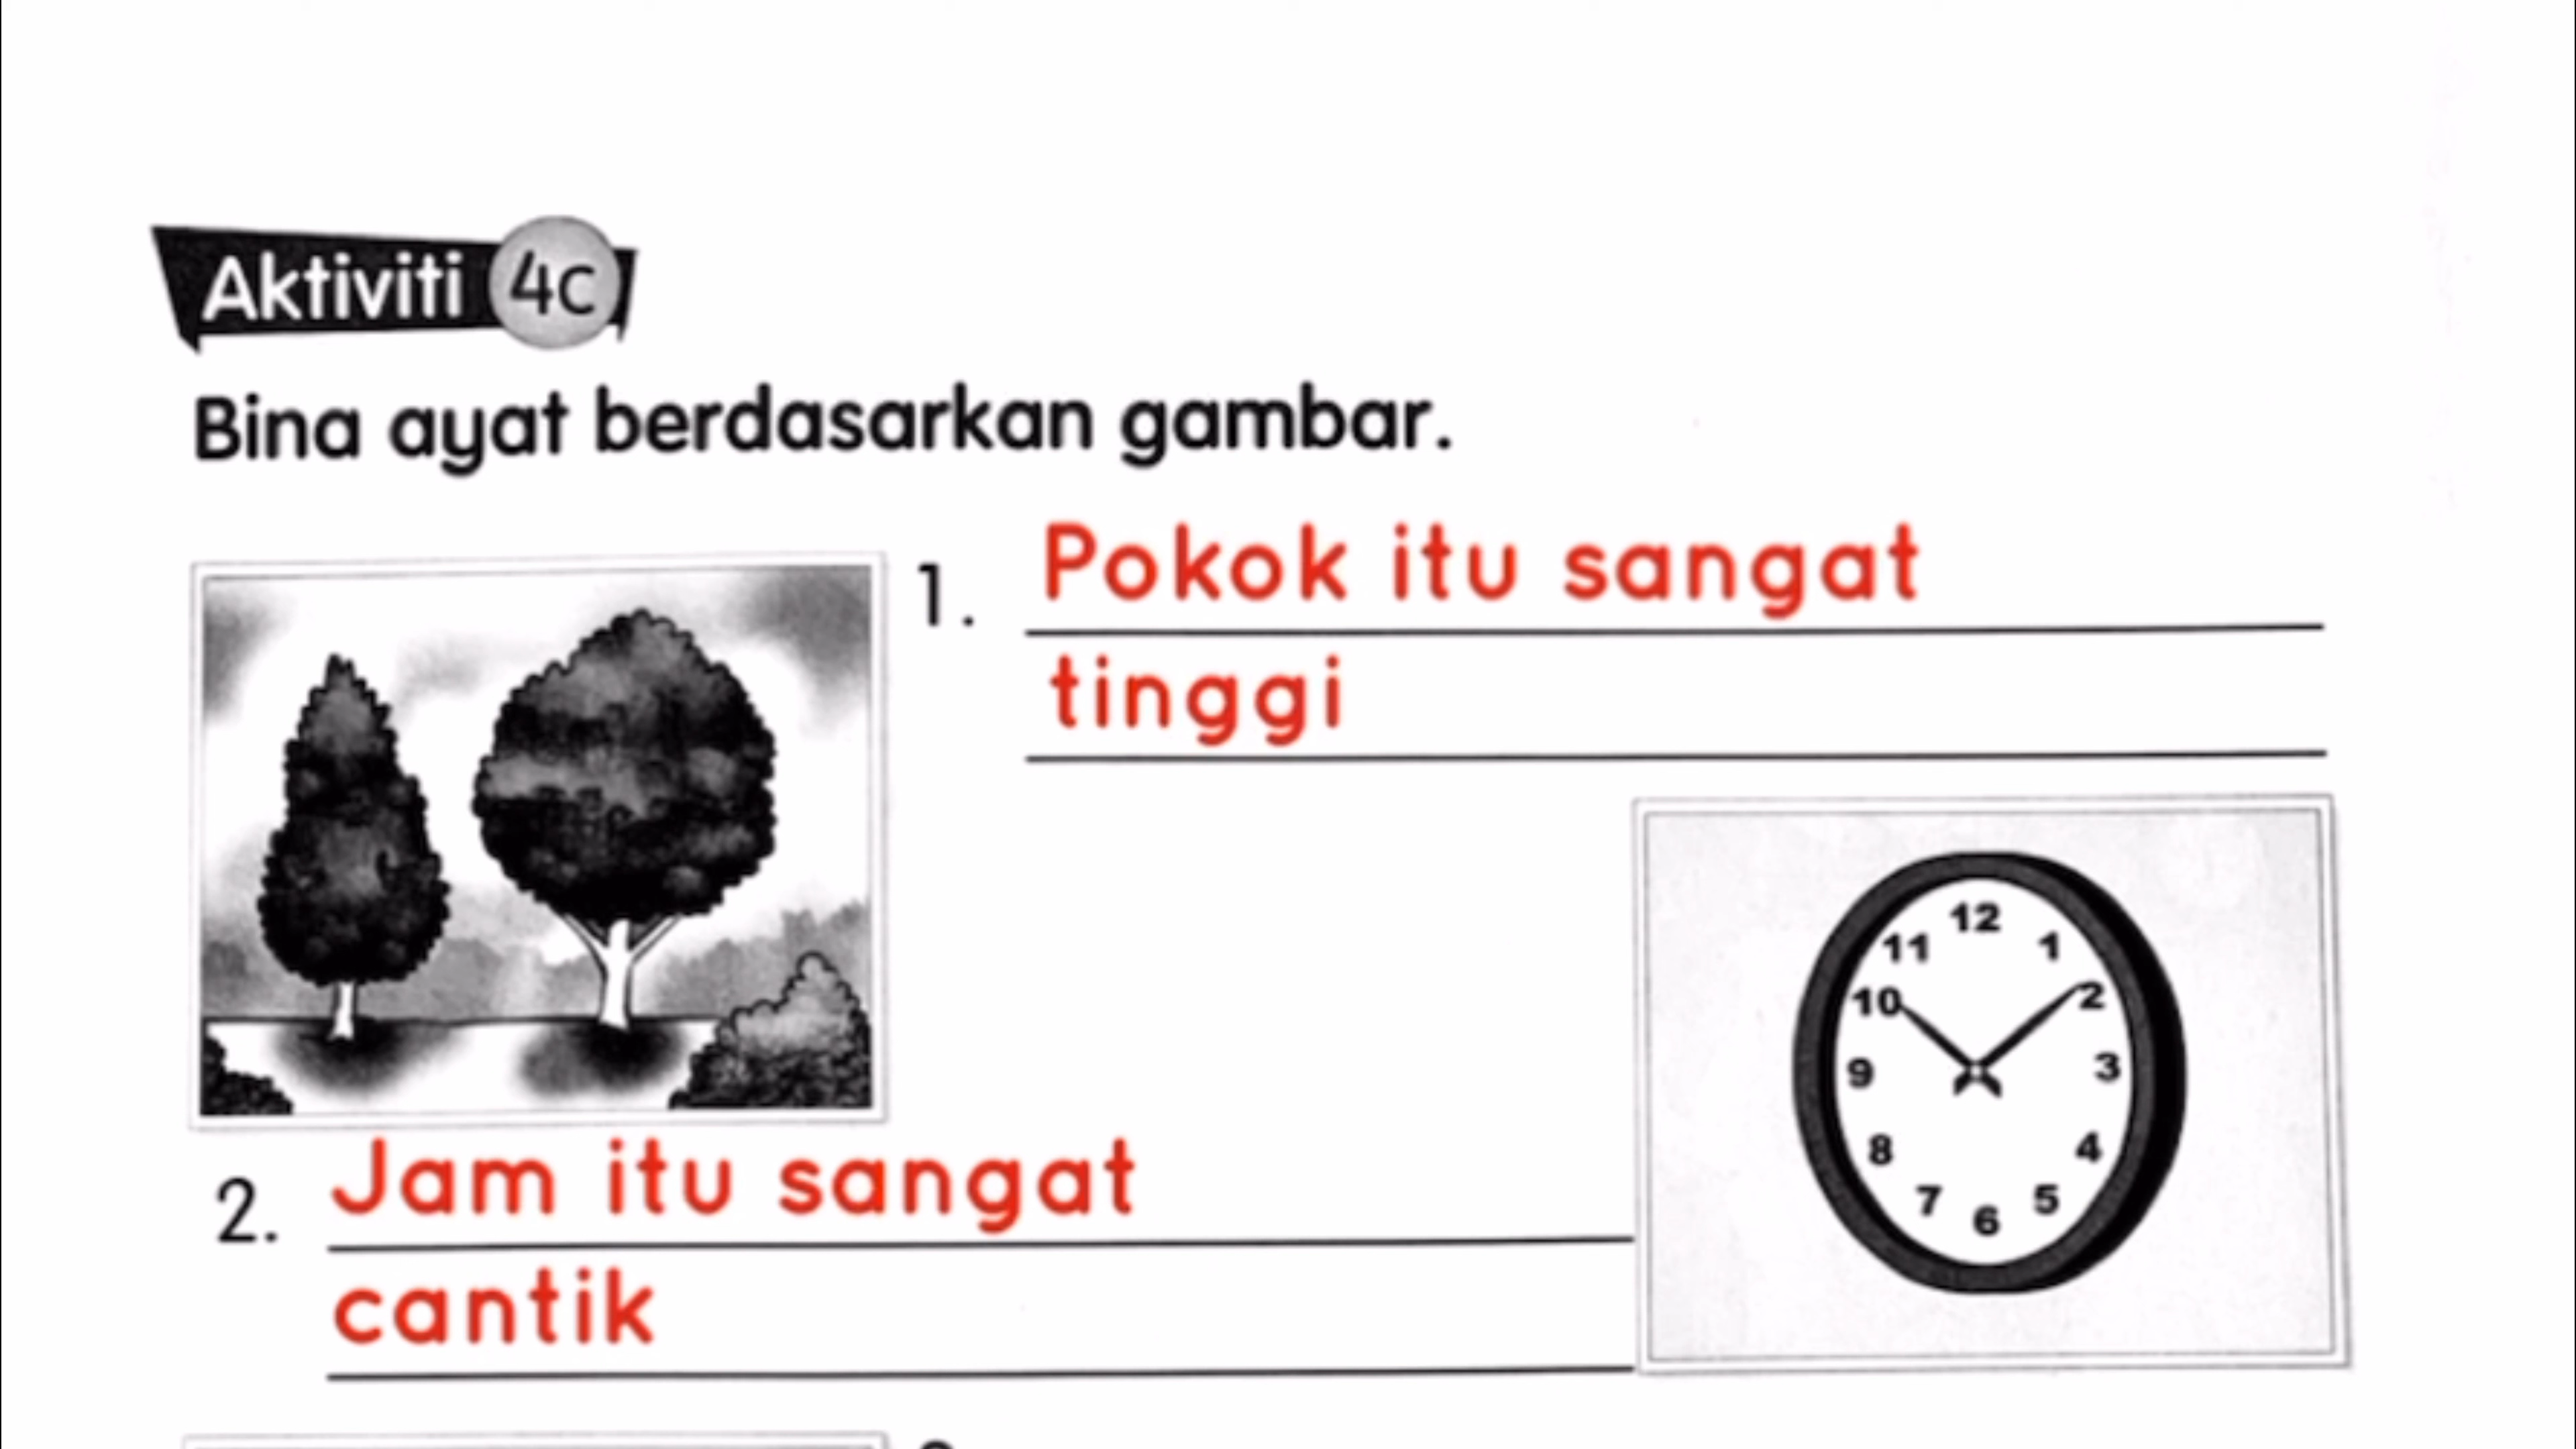 Aktiviti 4c
Bina ayat berdasarkan gambar.
1. Pokok itu sangat
tinggi
12
11 1
10 2
9 3
8 4
7 5
6
2. Jam itu sangat
cantik